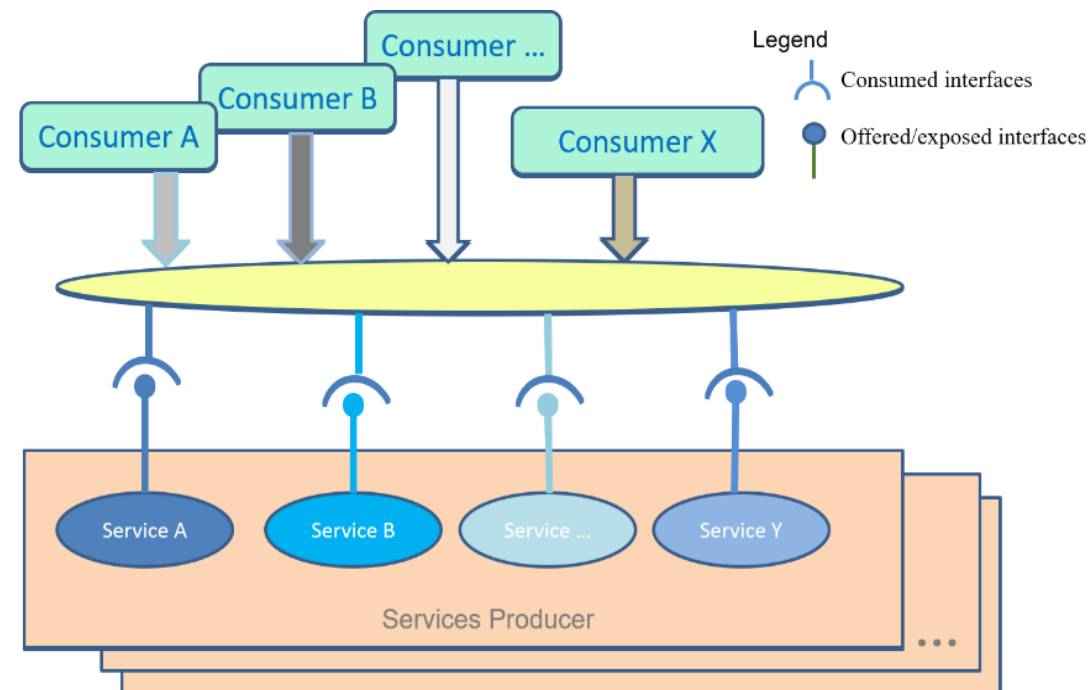 Consumer ...
Legend
Consumer B
Consumed interfaces
Consumer A
Consumer X
Offered/exposed interfaces
Service A
Service B
Service ...
Service Y
Services Producer
...